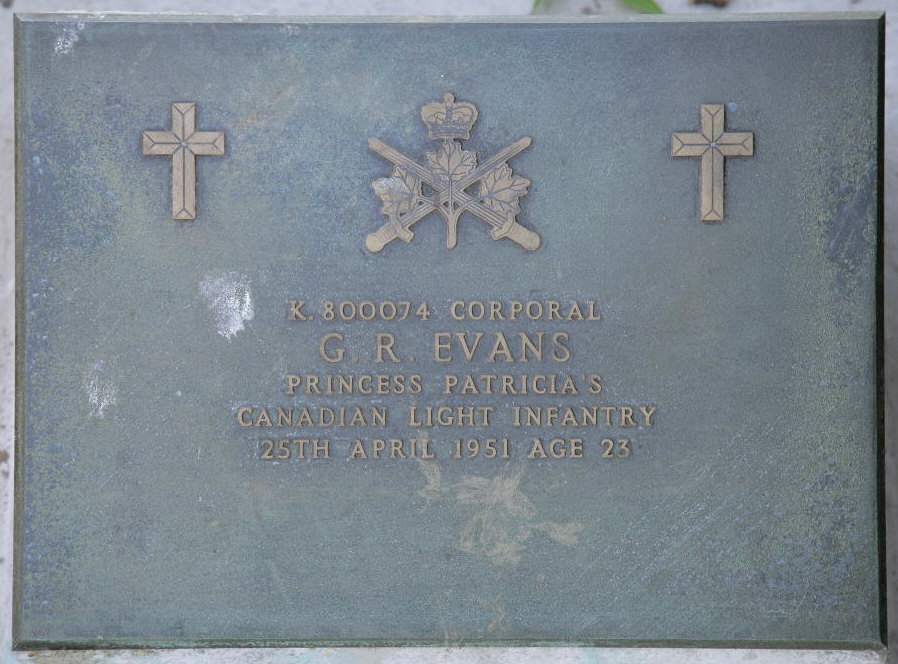 K. 800074 CORPORAL
G. R. EVANS
PRINCESS PATRICIA'S
CANADIAN LIGHT INFANTRY
25TH APRIL 1951 AGE 23